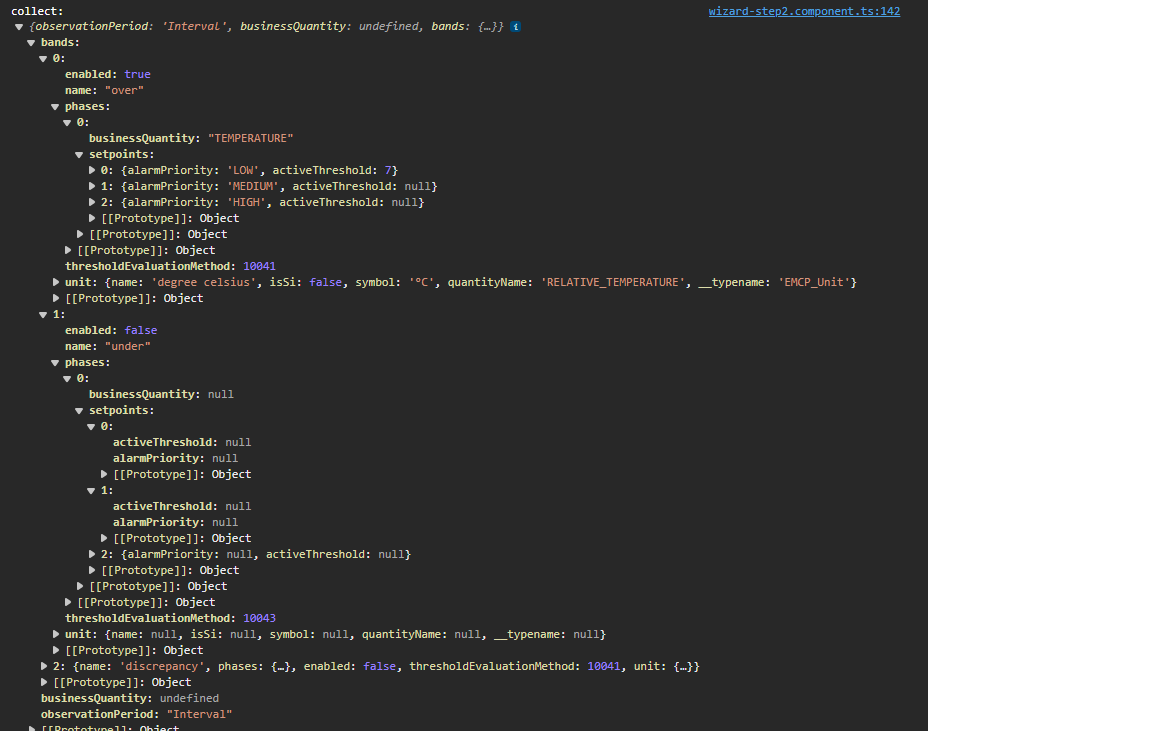 collect: wizard-step2.component.ts:142
{observationPeriod: 'Interval', businessQuantity: undefined, bands: {…}} i
bands:
0:
enabled: true
name: "over"
phases:
0:
businessQuantity: "TEMPERATURE"
setpoints:
0: {alarmPriority: 'LOW', activeThreshold: 7}
1: {alarmPriority: 'MEDIUM', activeThreshold: null}
2: {alarmPriority: 'HIGH', activeThreshold: null}
[[Prototype]]: Object
[[Prototype]]: Object
[[Prototype]]: Object
thresholdEvaluationMethod: 10041
unit: {name: 'degree celsius', isSi: false, symbol: '°C', quantityName: 'RELATIVE_TEMPERATURE', __typename: 'EMCP_Unit'}
[[Prototype]]: Object
1:
enabled: false
name: "under"
phases:
0:
businessQuantity: null
setpoints:
0:
activeThreshold: null
alarmPriority: null
[[Prototype]]: Object
1:
activeThreshold: null
alarmPriority: null
[[Prototype]]: Object
2: {alarmPriority: null, activeThreshold: null}
[[Prototype]]: Object
[[Prototype]]: Object
[[Prototype]]: Object
thresholdEvaluationMethod: 10043
unit: {name: null, isSi: null, symbol: null, quantityName: null, __typename: null}
[[Prototype]]: Object
2: {name: 'discrepancy', phases: {…}, enabled: false, thresholdEvaluationMethod: 10041, unit: {…}}
[[Prototype]]: Object
businessQuantity: undefined
observationPeriod: "Interval"
[[Prototype]]: Object